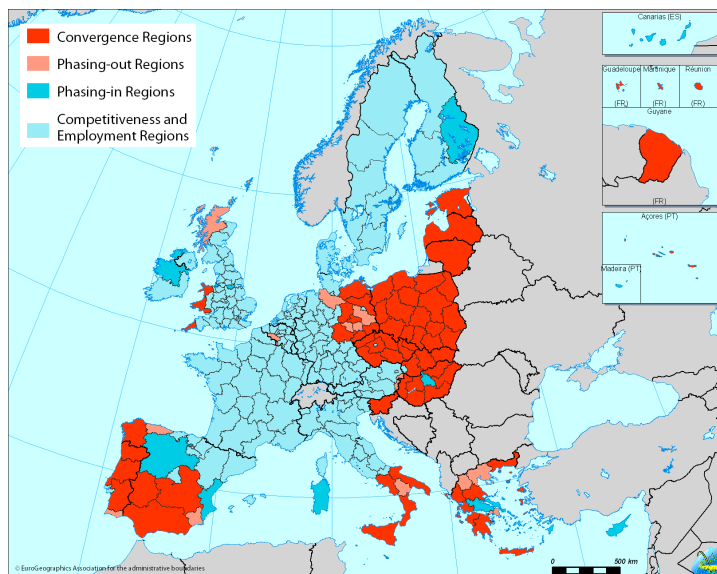 Convergence Regions
Phasing-out Regions
Phasing-in Regions
Competitiveness and
Employment Regions
Canarias (ES)
Guadeloupe
Martinique
Réunion
(FR)
(FR)
(FR)
Guyane
(FR)
Açores (PT)
Madeira (PT)
© EuroGeographics Association for the administrative boundaries
0
500 km